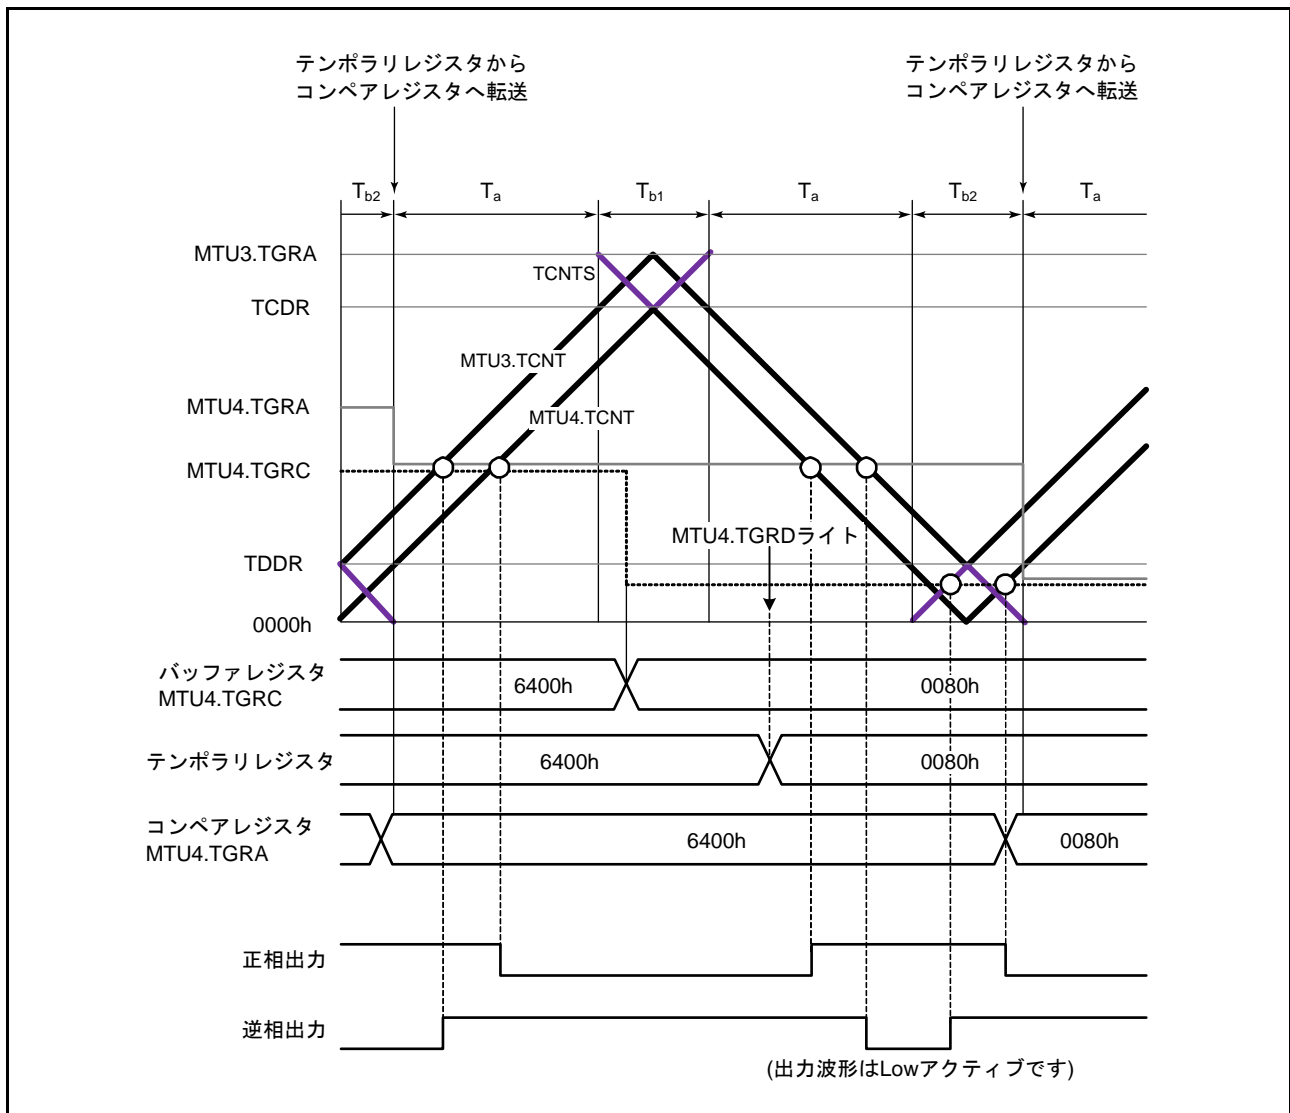 テンポラリレジスタから
コンペアレジスタへ転送
テンポラリレジスタから
コンペアレジスタへ転送
Tb2
Ta
Tb1
Ta
Tb2
Ta
MTU3.TGRA
TCNTS
TCDR
MTU3.TCNT
MTU4.TGRA
MTU4.TCNT
MTU4.TGRC
MTU4.TGRDライト
TDDR
0000h
バッファレジスタ
MTU4.TGRC
6400h
0080h
テンポラリレジスタ
6400h
0080h
コンペアレジスタ
MTU4.TGRA
6400h
0080h
正相出力
逆相出力
(出力波形はLowアクティブです)